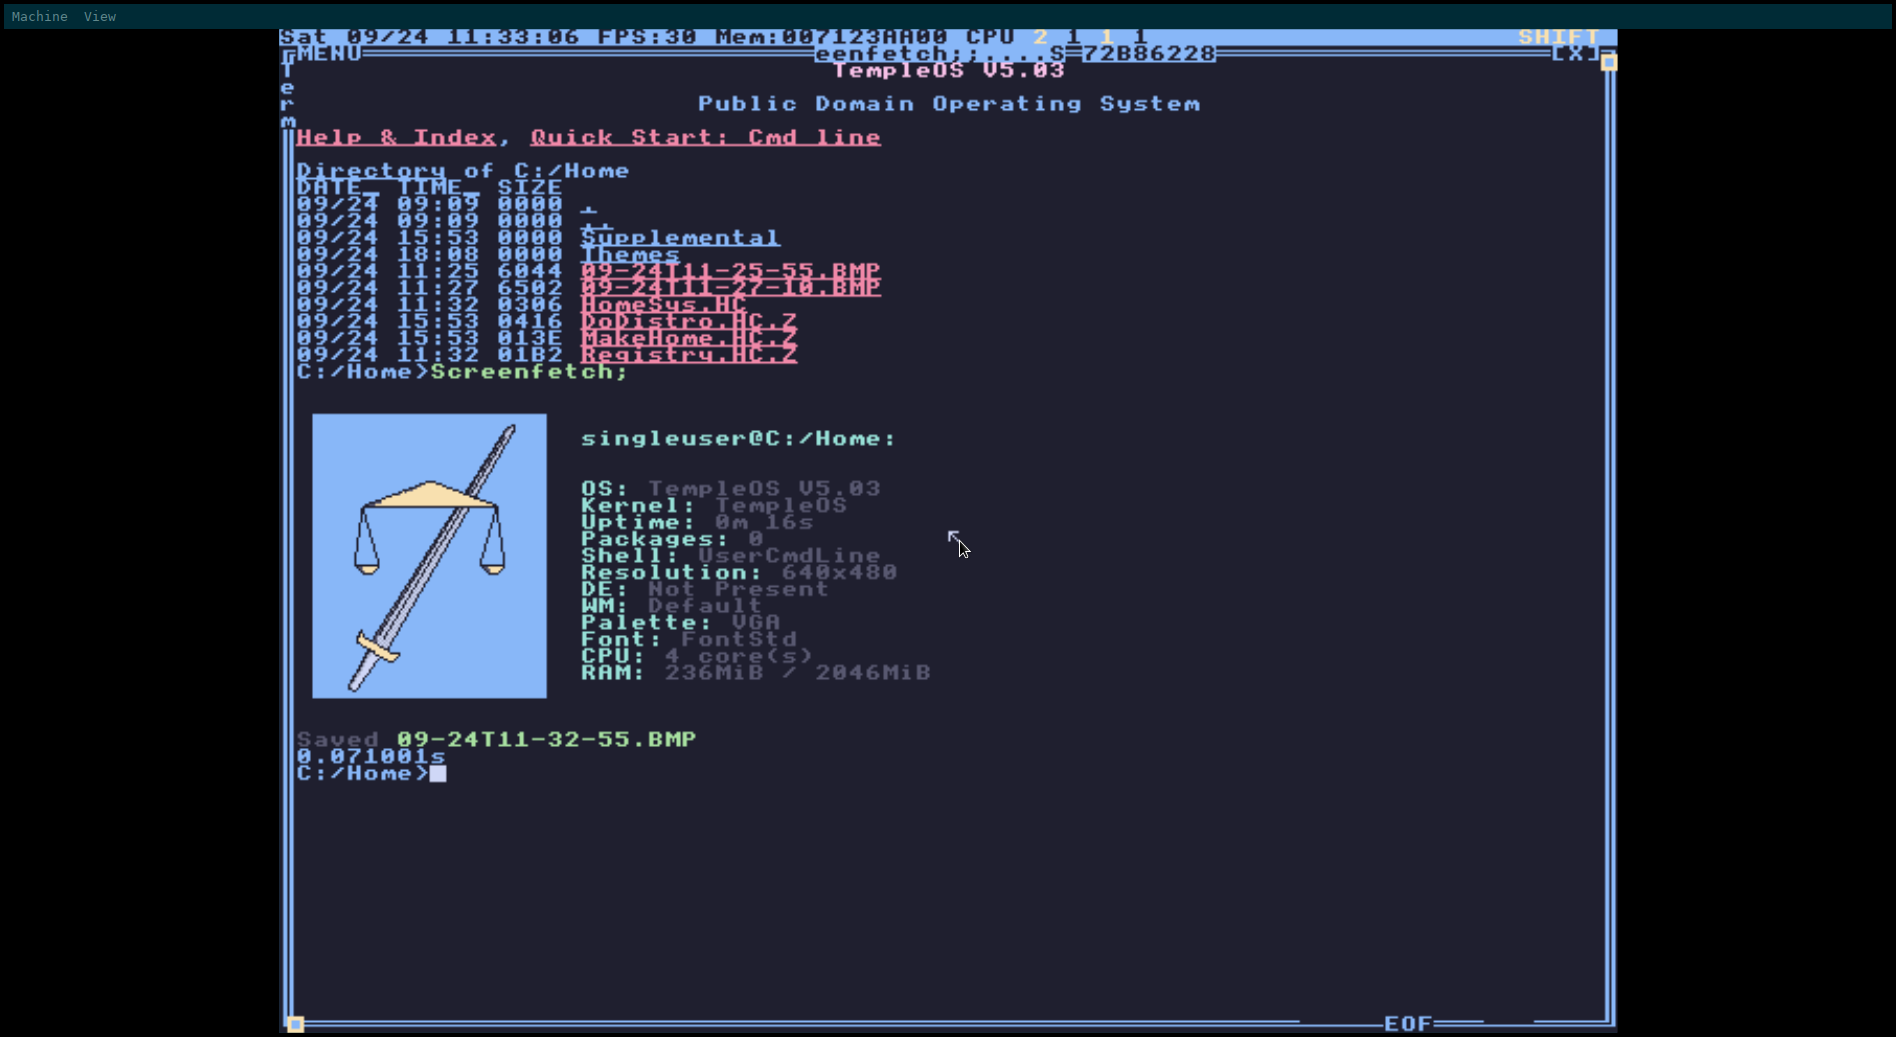 Machine View
Sat 09/24 11:33:06 FPS:30 Mem:007123AA00 CPU 2 1 1 1 SHIFT
MENU eenfetch;;....S=72B86228 [X]
Term
TempleOS V5.03
Public Domain Operating System
Help & Index, Quick Start: Cmd line
Directory of C:/Home
DATE_ TIME_ SIZE
09/24 09:09 0000 .
09/24 09:09 0000 ..
09/24 15:53 0000 Supplemental
09/24 18:08 0000 Themes
09/24 11:25 6044 09-24T11-25-55.BMP
09/24 11:27 6502 09-24T11-27-10.BMP
09/24 11:32 0306 HomeSys.HC
09/24 15:53 0416 DoDistro.HC.Z
09/24 15:53 013E MakeHome.HC.Z
09/24 11:32 01B2 Registry.HC.Z
C:/Home>Screenfetch;
singleuser@C:/Home:
OS: TempleOS V5.03
Kernel: TempleOS
Uptime: 0m 16s
Packages: 0
Shell: UserCmdLine
Resolution: 640x480
DE: Not Present
WM: Default
Palette: VGA
Font: FontStd
CPU: 4 core(s)
RAM: 236MiB / 2046MiB
Saved 09-24T11-32-55.BMP
0.071001s
C:/Home>
EOF